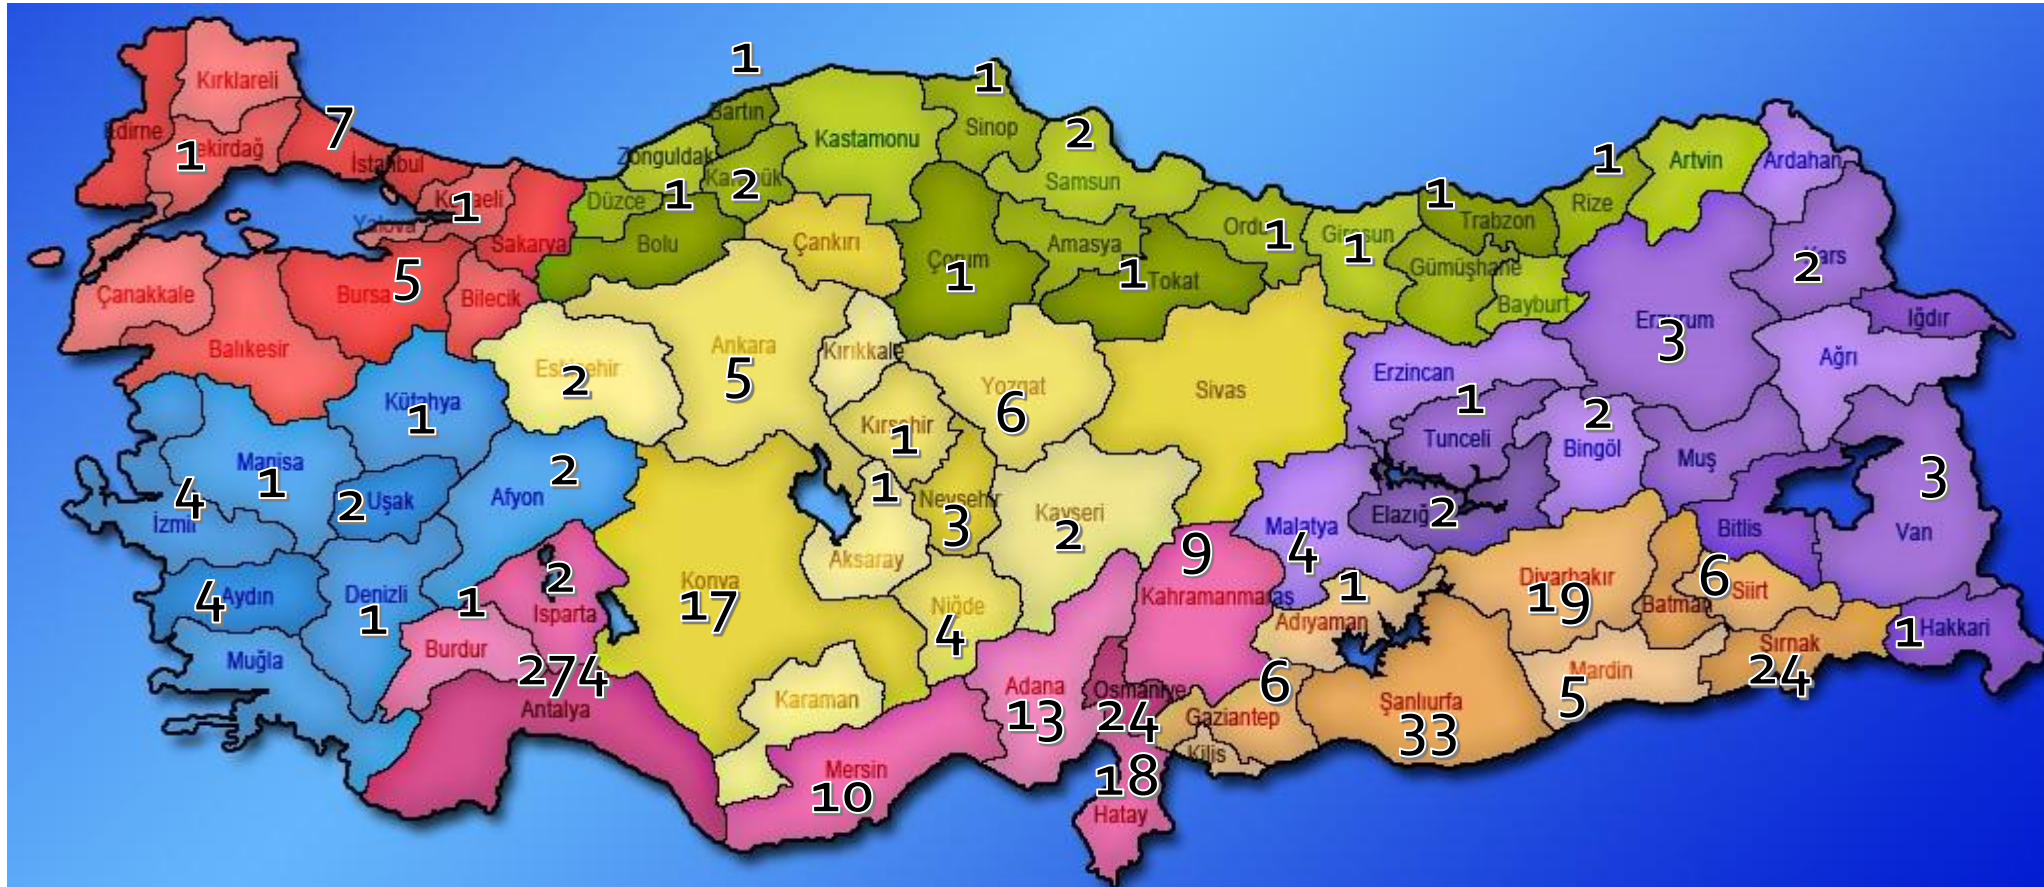 1
1
Kırklareli
7
Bartın
Kastamonu
Sinop
2
Edirne
1
ekirdağ
İstanbul
Zonguldak
Karabük
2
Samsun
1
Artvin
Ardahan
Kocaeli
1
Yalova
Düzce
1
1
Rize
Trabzon
Sakarya
Bolu
Çankırı
Çorum
1
Amasya
1
Tokat
Ordu
1
Giresun
1
Gümüşhane
Bayburt
Kars
2
Çanakkale
Bursa
5
Bilecik
Erzurum
3
Iğdır
Balıkesir
Eskişehir
2
Ankara
5
Kırıkkale
Yozgat
6
Sivas
Erzincan
Ağrı
Kütahya
1
Kırşehir
1
1
Tunceli
2
Bingöl
Muş
Manisa
1
4
İzmir
2
Uşak
2
Afyon
1
Nevşehir
3
Kayseri
2
Malatya
4
Elazığ
2
Bitlis
3
Van
Aksaray
9
Kahramanmaraş
1
Adıyaman
Diyarbakır
19
Batman
6
Siirt
4
Aydın
Denizli
1
1
2
Isparta
Konya
17
Niğde
4
Şırnak
24
1
Hakkari
Muğla
Burdur
274
Antalya
Karaman
Adana
13
Osmaniye
24
6
Gaziantep
Kilis
Şanlıurfa
33
Mardin
5
Mersin
10
18
Hatay